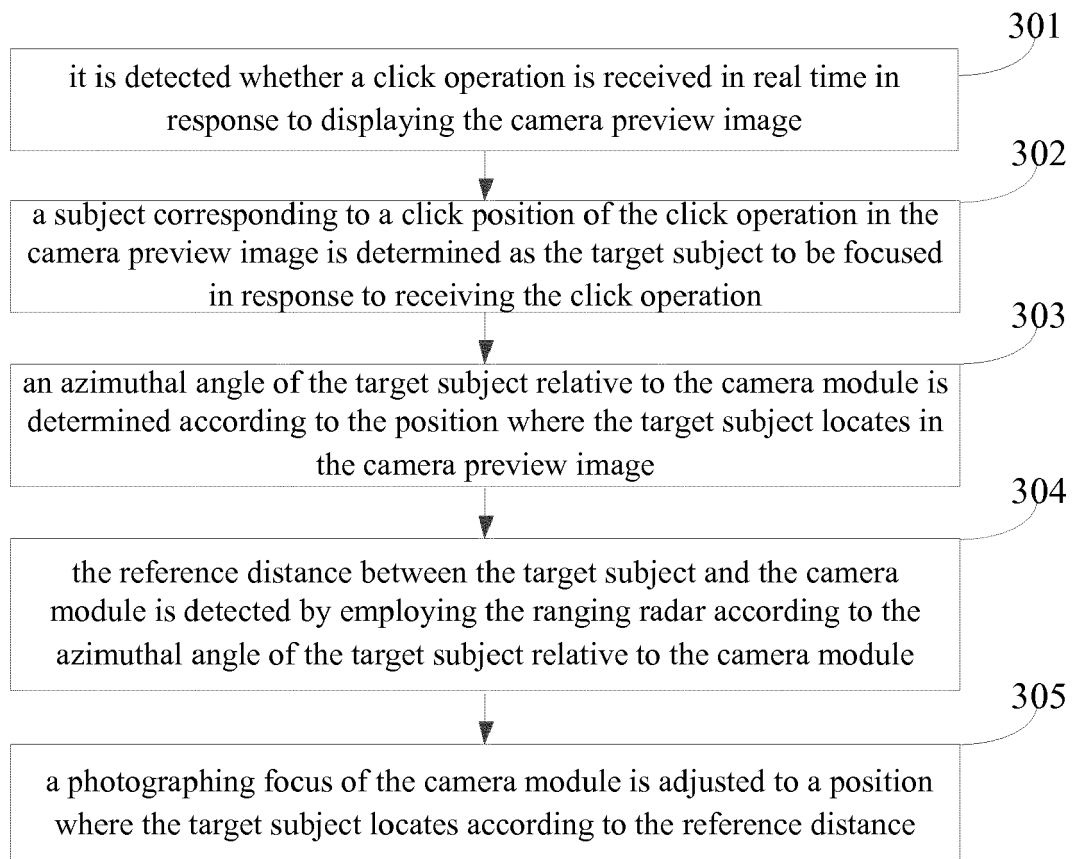 301
it is detected whether a click operation is received in real time in
response to displaying the camera preview image
302
a subject corresponding to a click position of the click operation in the
camera preview image is determined as the target subject to be focused
in response to receiving the click operation
303
an azimuthal angle of the target subject relative to the camera module is
determined according to the position where the target subject locates in
the camera preview image
304
the reference distance between the target subject and the camera
module is detected by employing the ranging radar according to the
azimuthal angle of the target subject relative to the camera module
305
a photographing focus of the camera module is adjusted to a position
where the target subject locates according to the reference distance